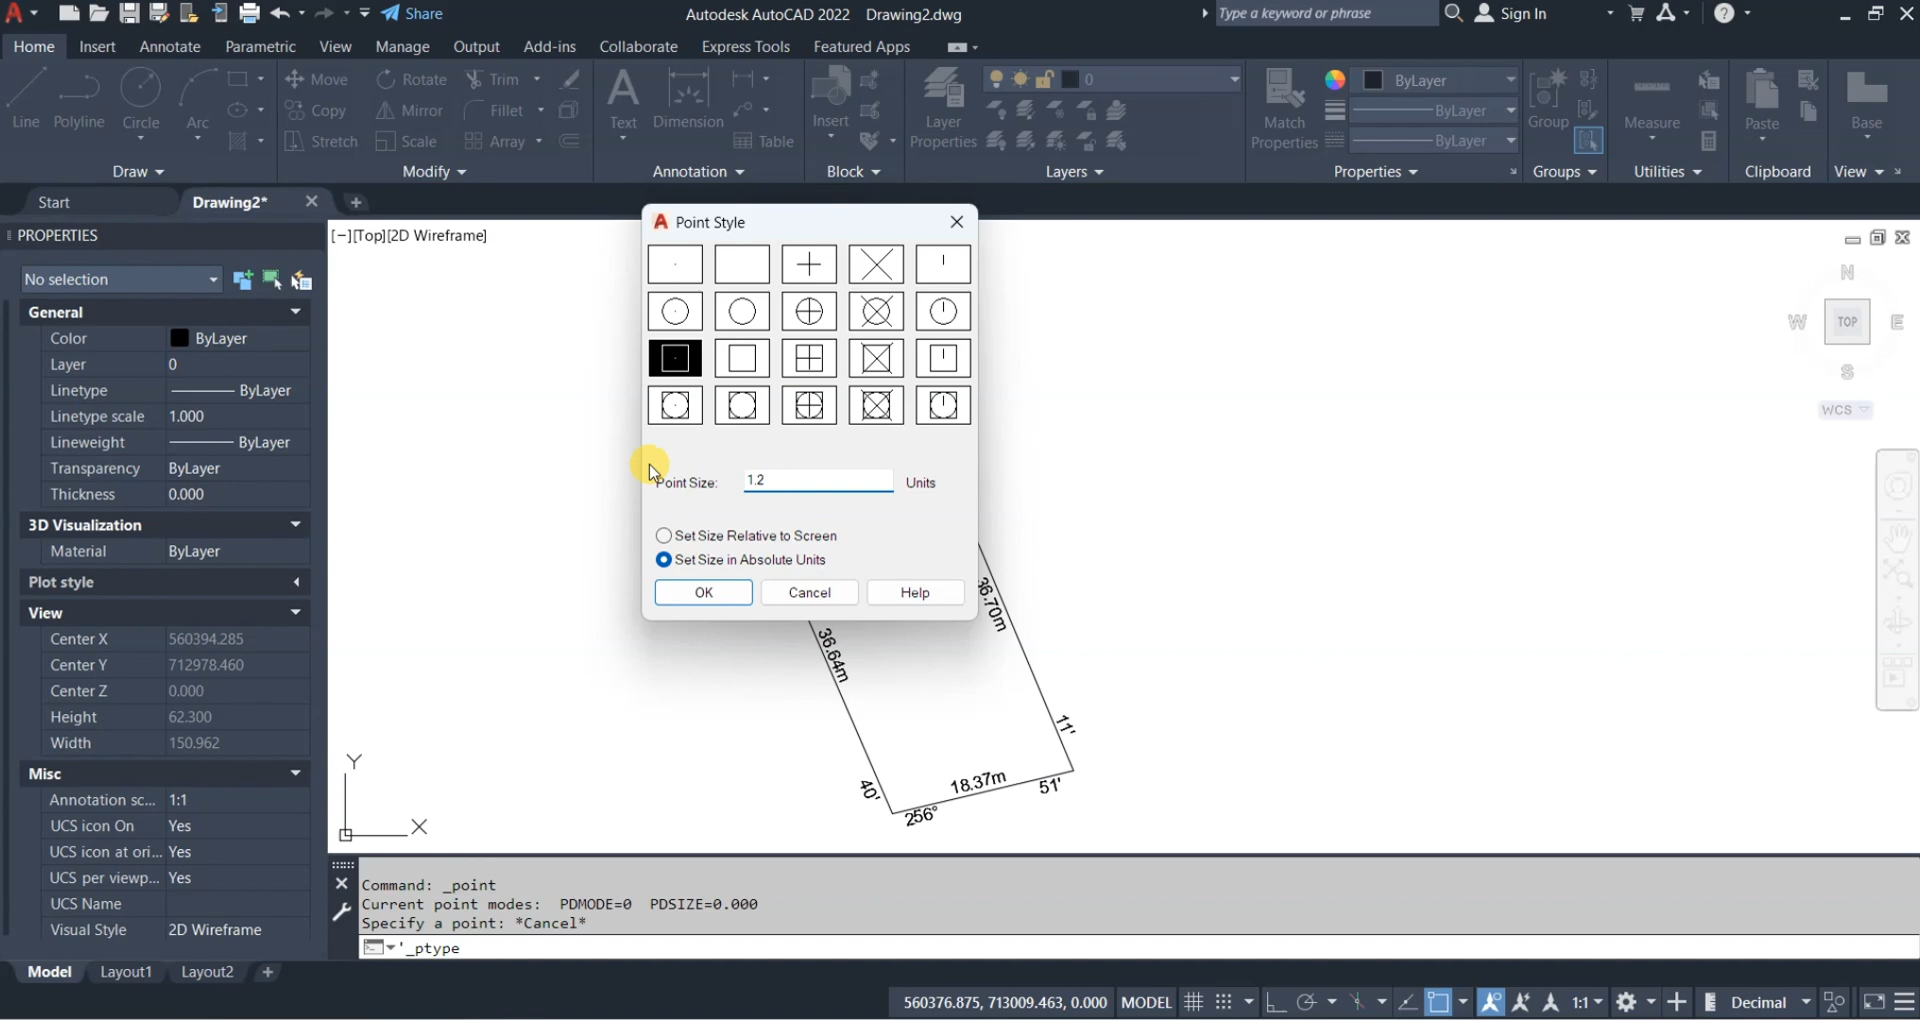 Share
Autodesk AutoCAD 2022 Drawing2.dwg
Type a keyword or phrase
Sign In
Home Insert Annotate Parametric View Manage Output Add-ins Collaborate Express Tools Featured Apps
Line Polyline Circle Arc
Move Rotate Trim
Copy Mirror Fillet
Stretch Scale Array
Text Dimension Table
Insert
Layer Properties
0
Match Properties
ByLayer
ByLayer
ByLayer
Group
Measure
Paste
Base
Draw Modify Annotation Block Layers Properties Groups Utilities Clipboard View
Start Drawing2*
PROPERTIES
No selection
General
Color ByLayer
Layer 0
Linetype ByLayer
Linetype scale 1.000
Lineweight ByLayer
Transparency ByLayer
Thickness 0.000
3D Visualization
Material ByLayer
Plot style
View
Center X 560394.285
Center Y 712978.460
Center Z 0.000
Height 62.300
Width 150.962
Misc
Annotation sc... 1:1
UCS icon On Yes
UCS icon at ori... Yes
UCS per viewp... Yes
UCS Name
Visual Style 2D Wireframe
[−][Top][2D Wireframe]
Point Style
Point Size: 1.2 Units
Set Size Relative to Screen
Set Size in Absolute Units
OK Cancel Help
N
W TOP E
S
WCS
36.70m
36.64m
11'
40'
18.37m
51'
256°
Y
X
Command: _point
Current point modes: PDMODE=0 PDSIZE=0.000
Specify a point: *Cancel*
'_ptype
Model Layout1 Layout2
560376.875, 713009.463, 0.000 MODEL 1:1 Decimal